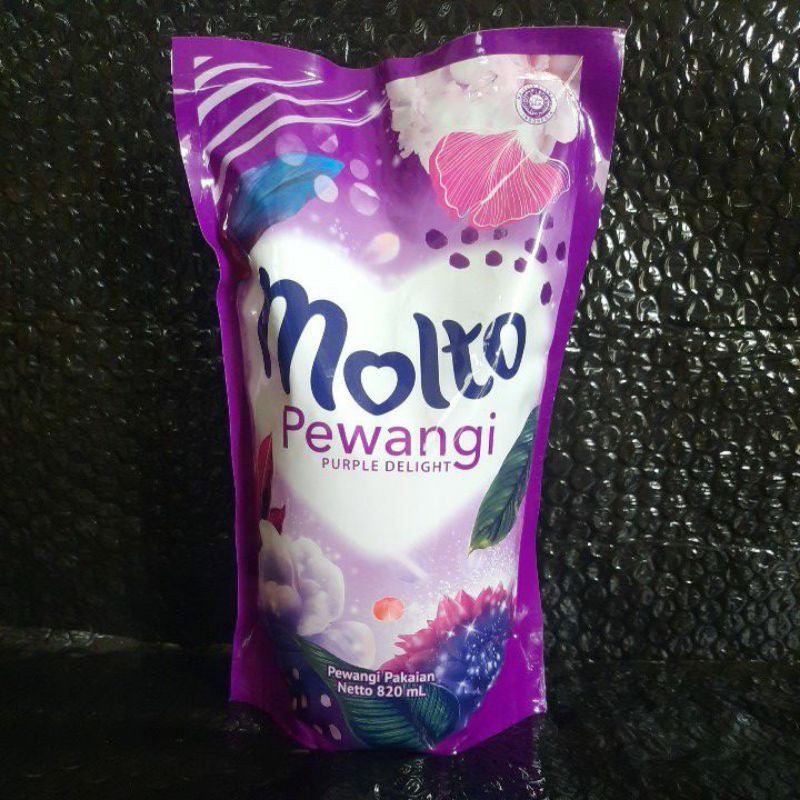 Molto
Pewangi
PURPLE DELIGHT
Pewangi Pakaian
Netto 820 mL